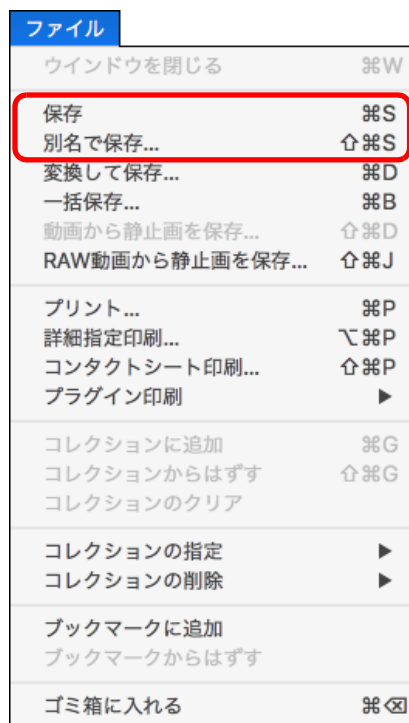 ファイル
ウインドウを閉じる ⌘W
保存 ⌘S
別名で保存... ⇧⌘S
変換して保存... ⌘D
一括保存... ⌘B
動画から静止画を保存... ⇧⌘D
RAW動画から静止画を保存... ⇧⌘J
プリント... ⌘P
詳細指定印刷... ⌥⌘P
コンタクトシート印刷... ⇧⌘P
プラグイン印刷 ▶
コレクションに追加 ⌘G
コレクションからはずす ⇧⌘G
コレクションのクリア
コレクションの指定 ▶
コレクションの削除 ▶
ブックマークに追加
ブックマークからはずす
ゴミ箱に入れる ⌘⌫